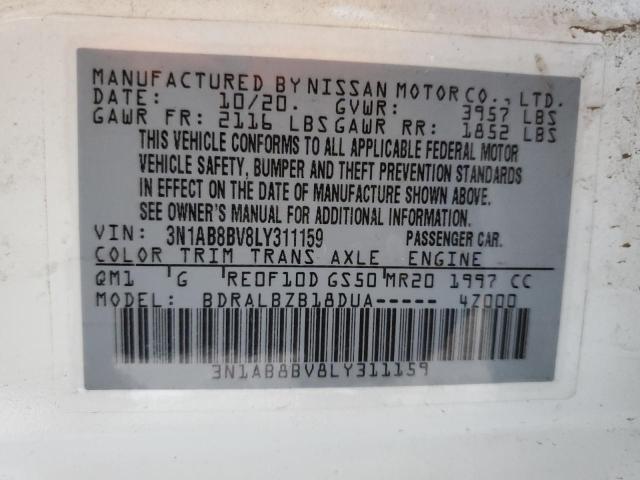 MANUFACTURED BY NISSAN MOTOR CO., LTD.
DATE: 10/20. GVWR: 3957 LBS
GAWR FR: 2116 LBS GAWR RR: 1852 LBS
THIS VEHICLE CONFORMS TO ALL APPLICABLE FEDERAL MOTOR
VEHICLE SAFETY, BUMPER AND THEFT PREVENTION STANDARDS
IN EFFECT ON THE DATE OF MANUFACTURE SHOWN ABOVE.
SEE OWNER'S MANUAL FOR ADDITIONAL INFORMATION.
VIN: 3N1AB8BV8LY311159 PASSENGER CAR.
COLOR TRIM TRANS AXLE ENGINE
QM1 G RE0F10D GS50 MR20 1997 CC
MODEL: BDRALBZB18DUA----- 4Z000
3N1AB8BV8LY311159